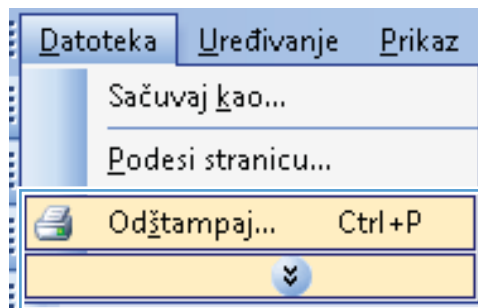 Datoteka Uređivanje Prikaz
Sačuvaj kao...
Podesi stranicu...
Odštampaj... Ctrl+P